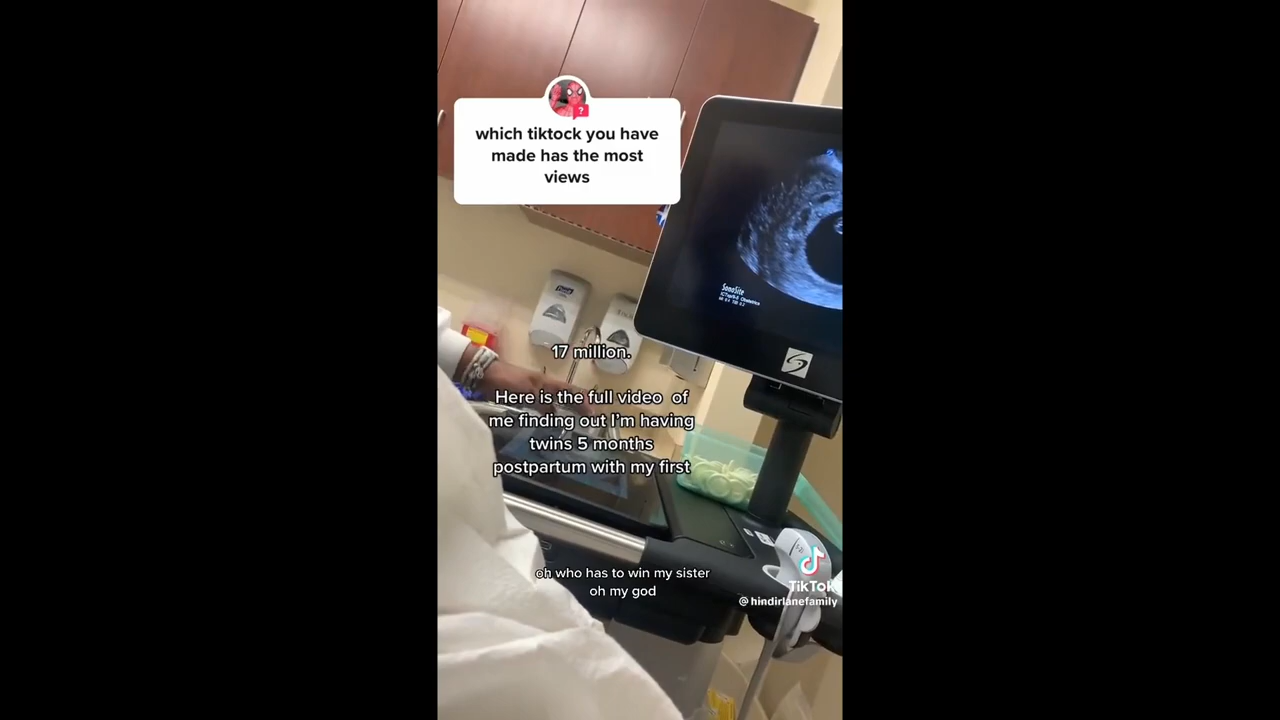 which tiktock you have
made has the most
views
17 million.
Here is the full video of
me finding out I'm having
twins 5 months
postpartum with my first
SonoSite
oh who has to win my sister
oh my god
TikTok
@hindirlanefamily